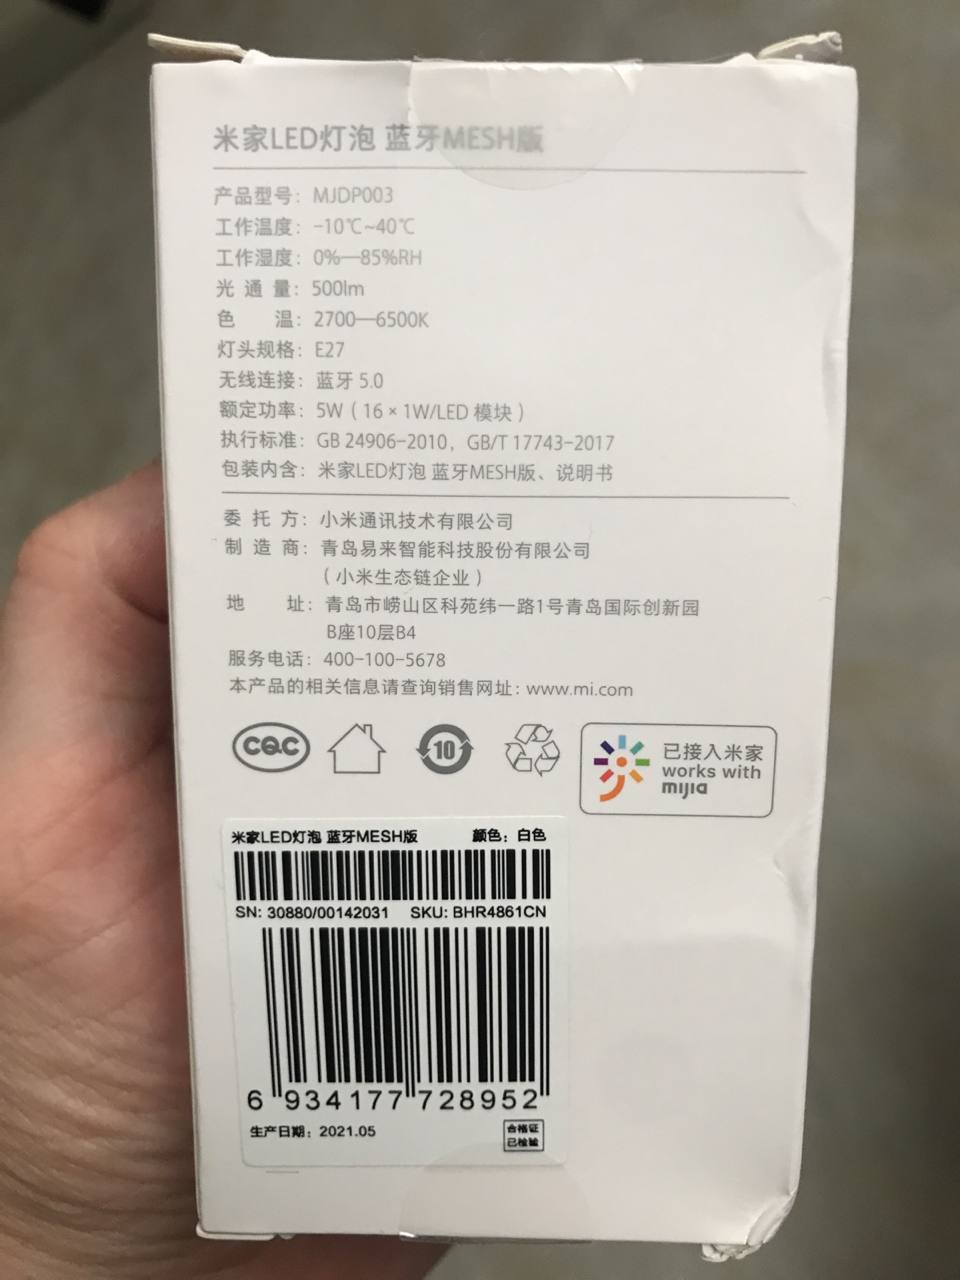 米家LED灯泡 蓝牙MESH版
产品型号：MJDP003
工作温度：-10℃~40℃
工作湿度：0%—85%RH
光 通 量：500lm
色 温：2700—6500K
灯头规格：E27
无线连接：蓝牙 5.0
额定功率：5W（16 × 1W/LED 模块）
执行标准：GB 24906-2010，GB/T 17743-2017
包装内含：米家LED灯泡 蓝牙MESH版、说明书
委 托 方：小米通讯技术有限公司
制 造 商：青岛易来智能科技股份有限公司
（小米生态链企业）
地 址：青岛市崂山区科苑纬一路1号青岛国际创新园
B座10层B4
服务电话：400-100-5678
本产品的相关信息请查询销售网址：www.mi.com
CQC
10
已接入米家
works with
mijia
米家LED灯泡 蓝牙MESH版 颜色：白色
SN: 30880/00142031 SKU: BHR4861CN
6 934177 728952
生产日期：2021.05
合格证
已检验